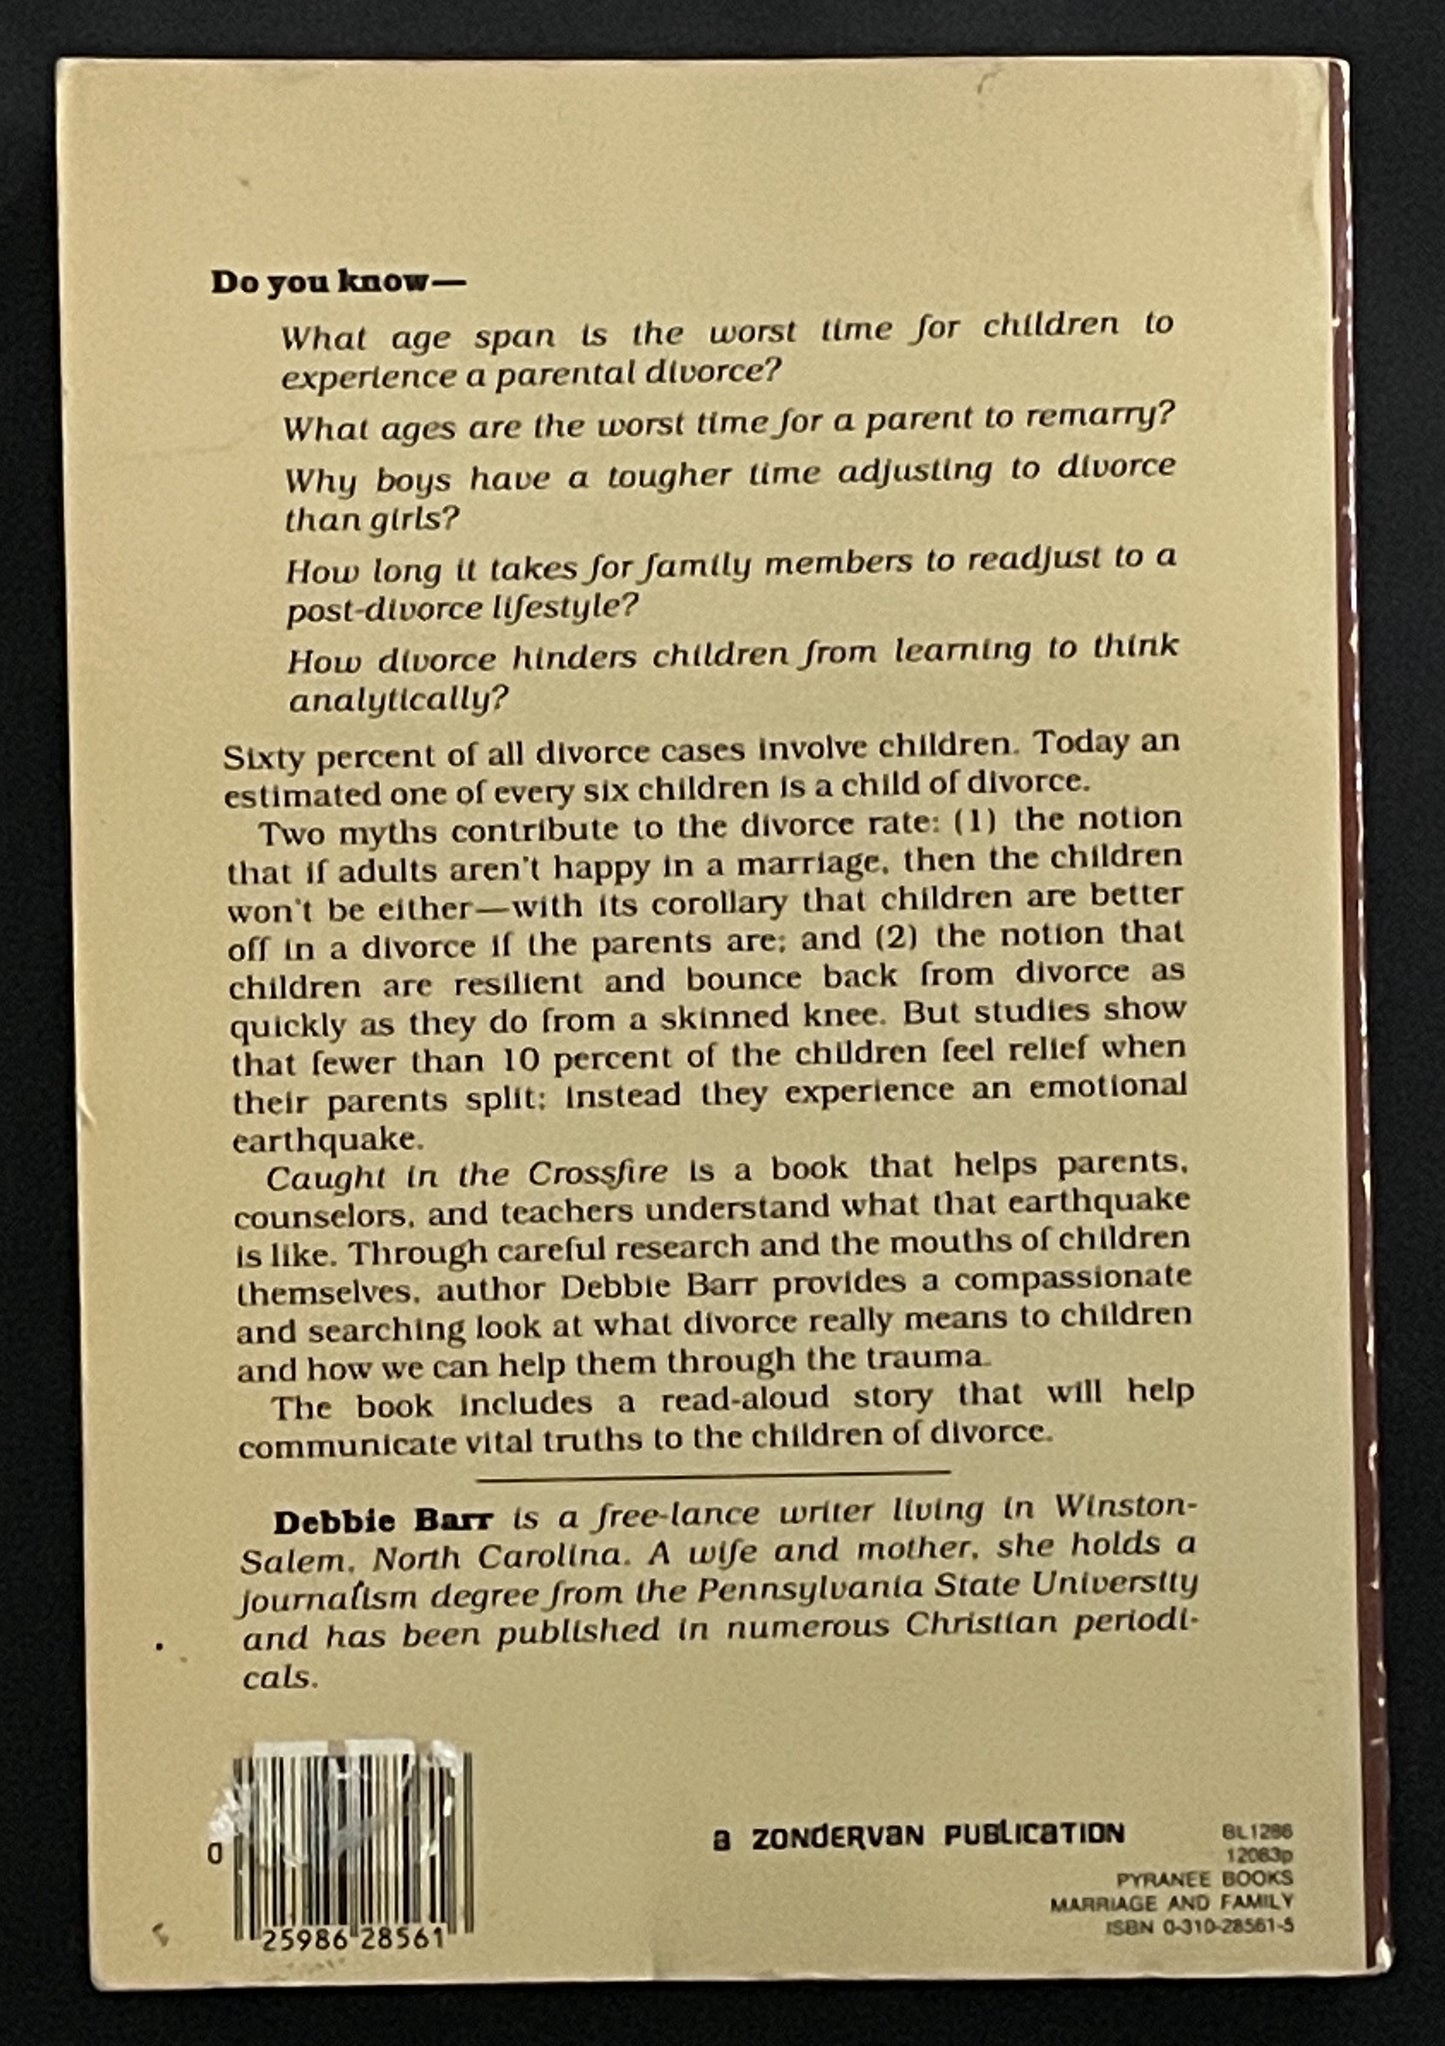 Do you know—
What age span is the worst time for children to
experience a parental divorce?
What ages are the worst time for a parent to remarry?
Why boys have a tougher time adjusting to divorce
than girls?
How long it takes for family members to readjust to a
post-divorce lifestyle?
How divorce hinders children from learning to think
analytically?
Sixty percent of all divorce cases involve children. Today an
estimated one of every six children is a child of divorce.
Two myths contribute to the divorce rate: (1) the notion
that if adults aren't happy in a marriage, then the children
won't be either—with its corollary that children are better
off in a divorce if the parents are; and (2) the notion that
children are resilient and bounce back from divorce as
quickly as they do from a skinned knee. But studies show
that fewer than 10 percent of the children feel relief when
their parents split; instead they experience an emotional
earthquake.
Caught in the Crossfire is a book that helps parents,
counselors, and teachers understand what that earthquake
is like. Through careful research and the mouths of children
themselves, author Debbie Barr provides a compassionate
and searching look at what divorce really means to children
and how we can help them through the trauma.
The book includes a read-aloud story that will help
communicate vital truths to the children of divorce.
Debbie Barr is a free-lance writer living in Winston-
Salem, North Carolina. A wife and mother, she holds a
journalism degree from the Pennsylvania State University
and has been published in numerous Christian periodi-
cals.
0 25986 28561
a ZONDERVAN PUBLICATION
BL1286
12083p
PYRANEE BOOKS
MARRIAGE AND FAMILY
ISBN 0-310-28561-5